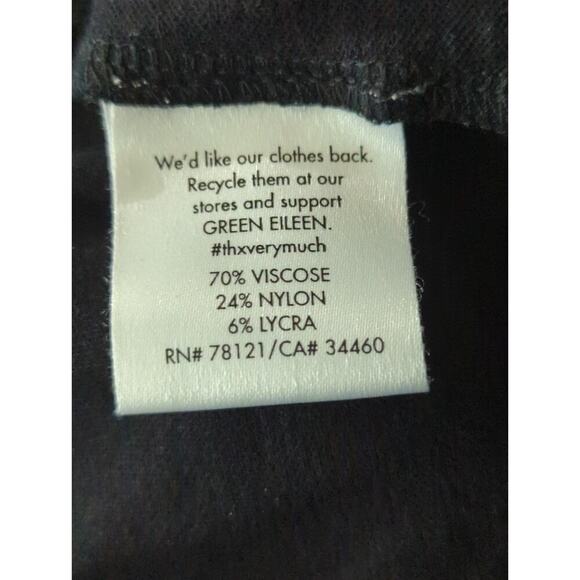 We'd like our clothes back.
Recycle them at our
stores and support
GREEN EILEEN.
#thxverymuch
70% VISCOSE
24% NYLON
6% LYCRA
RN# 78121/CA# 34460